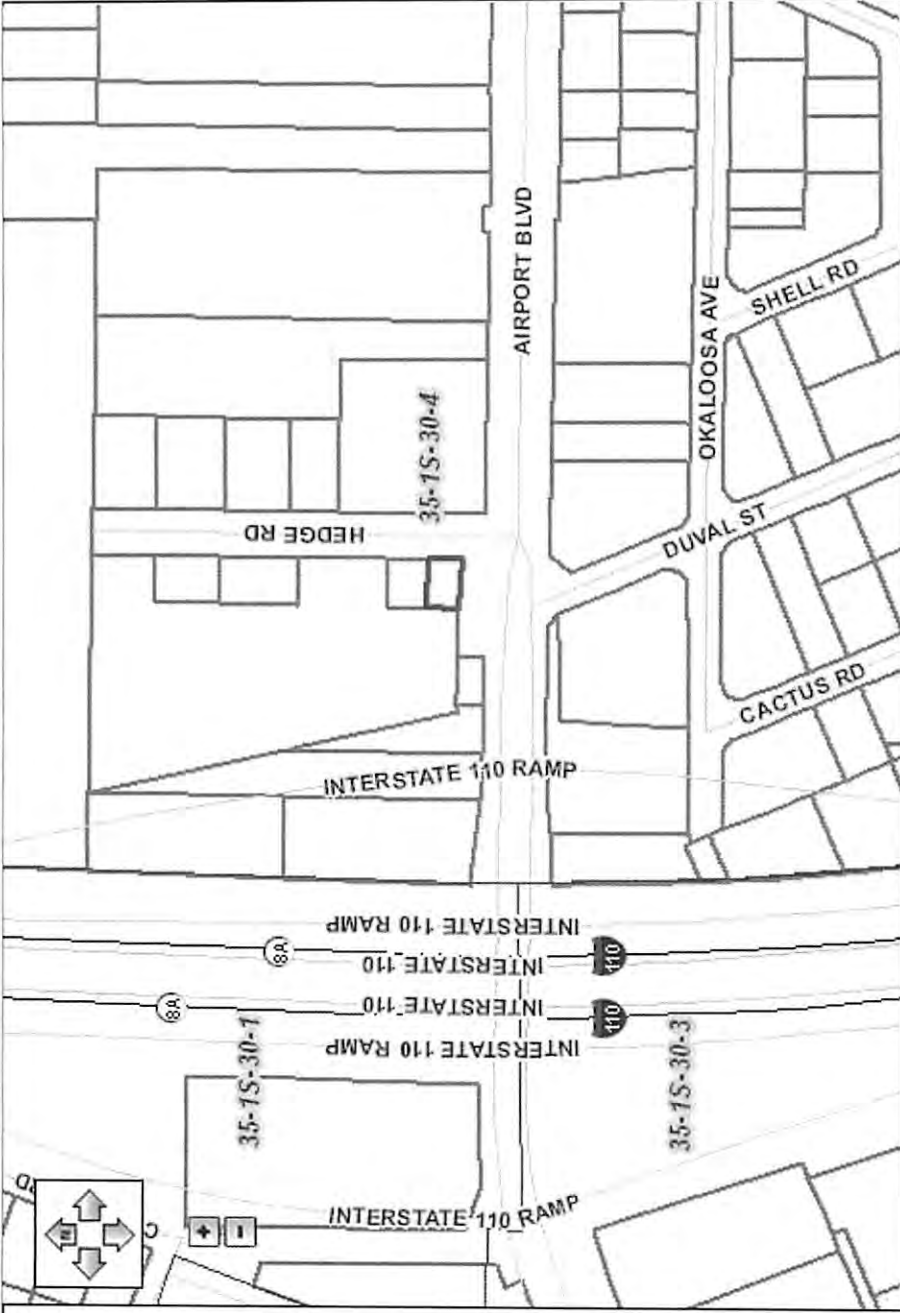 AIRPORT BLVD
OKALOOSA AVE
SHELL RD
35-1S-30-4
HEDGE RD
DUVAL ST
CACTUS RD
INTERSTATE 110 RAMP
INTERSTATE 110 RAMP
8A
INTERSTATE 110
110
8A
INTERSTATE 110
110
INTERSTATE 110 RAMP
35-1S-30-1
35-1S-30-3
RD
C
N
+
-
INTERSTATE 110 RAMP